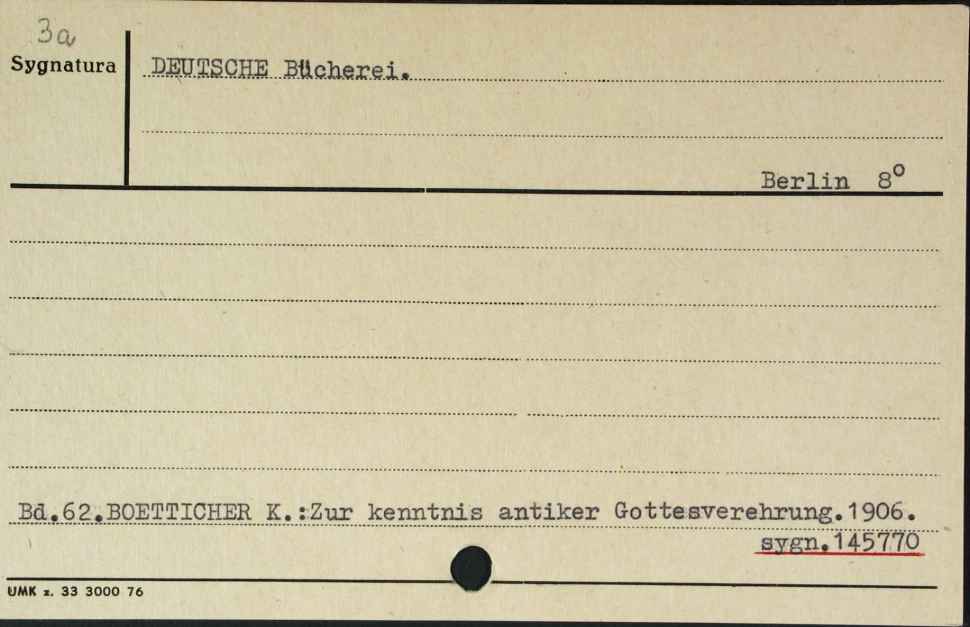 3a
Sygnatura
DEUTSCHE Bücherei.
Berlin 8°
Bd.62.BOETTICHER K.:Zur kenntnis antiker Gottesverehrung.1906.
sygn.145770
UMK z. 33 3000 76